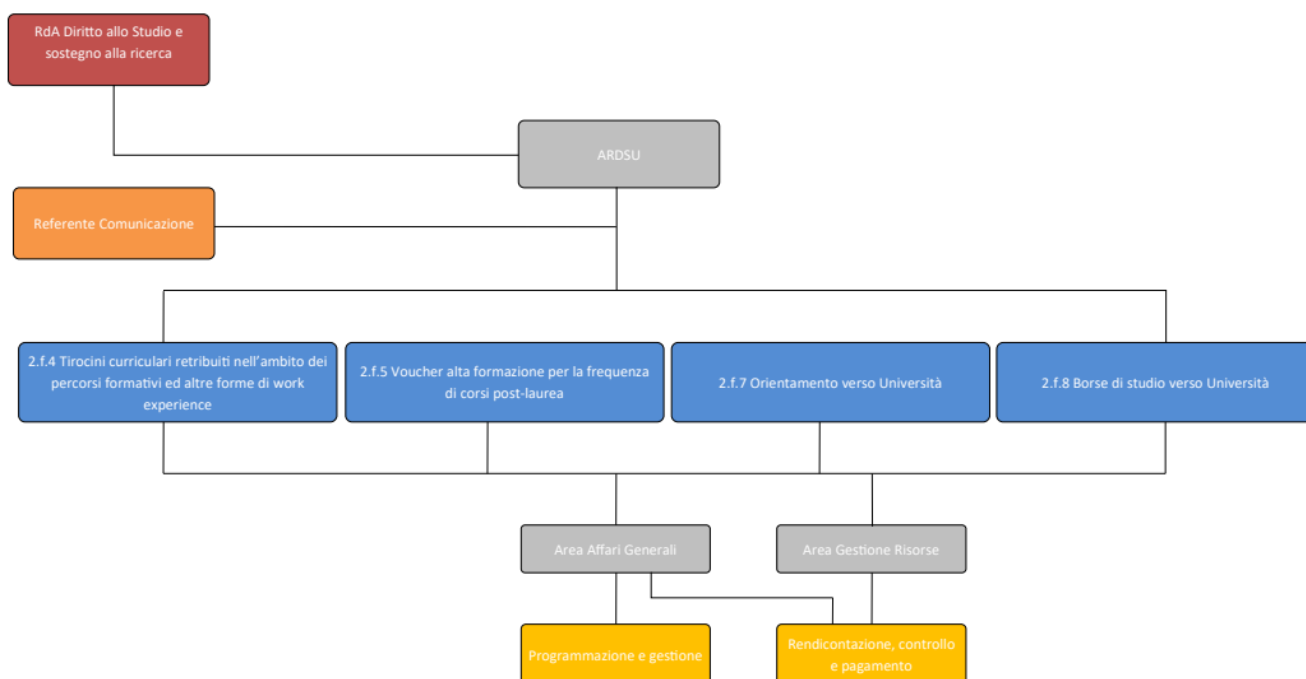 RdA Diritto allo Studio e
sostegno alla ricerca
ARDSU
Referente Comunicazione
2.f.4 Tirocini curriculari retribuiti nell'ambito dei
percorsi formativi ed altre forme di work
experience
2.f.5 Voucher alta formazione per la frequenza
di corsi post-laurea
2.f.7 Orientamento verso Università
2.f.8 Borse di studio verso Università
Area Affari Generali
Area Gestione Risorse
Programmazione e gestione
Rendicontazione, controllo
e pagamento